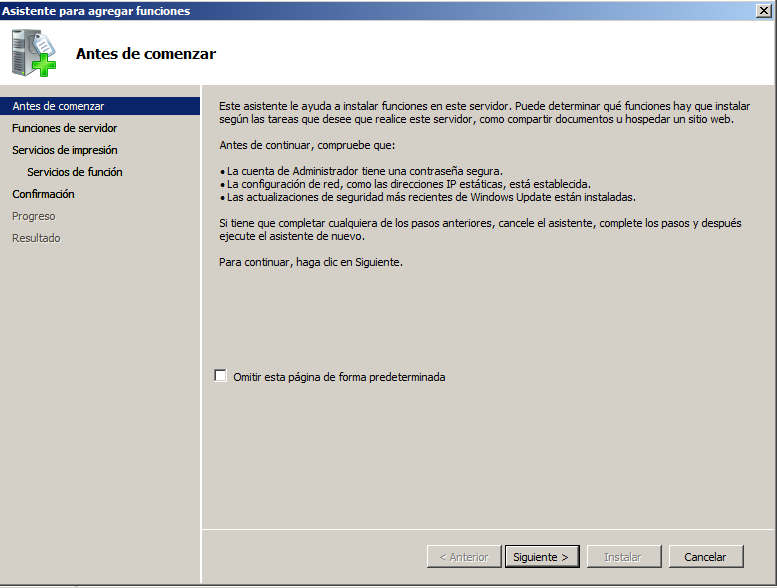 Asistente para agregar funciones
Antes de comenzar
Antes de comenzar
Funciones de servidor
Servicios de impresión
Servicios de función
Confirmación
Progreso
Resultado
Este asistente le ayuda a instalar funciones en este servidor. Puede determinar qué funciones hay que instalar
según las tareas que desee que realice este servidor, como compartir documentos u hospedar un sitio web.
Antes de continuar, compruebe que:
• La cuenta de Administrador tiene una contraseña segura.
• La configuración de red, como las direcciones IP estáticas, está establecida.
• Las actualizaciones de seguridad más recientes de Windows Update están instaladas.
Si tiene que completar cualquiera de los pasos anteriores, cancele el asistente, complete los pasos y después
ejecute el asistente de nuevo.
Para continuar, haga clic en Siguiente.
Omitir esta página de forma predeterminada
< Anterior
Siguiente >
Instalar
Cancelar